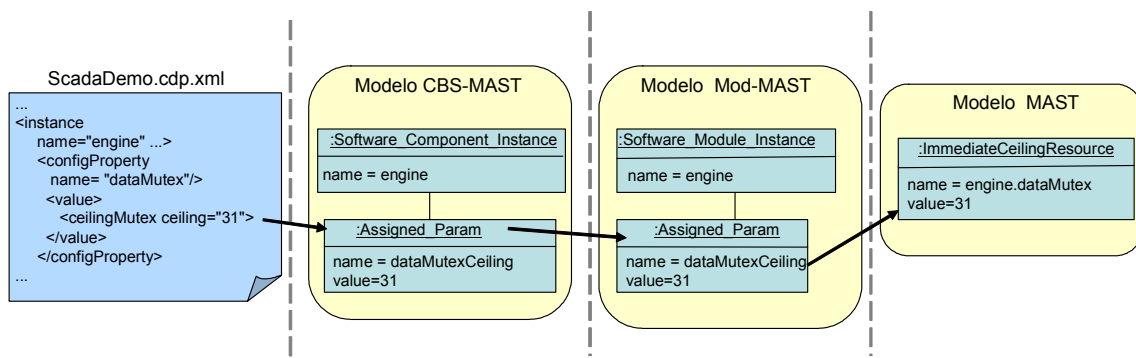 ScadaDemo.cdp.xml
...
<instance
name="engine" ...>
<configProperty
name= "dataMutex"/>
<value>
<ceilingMutex ceiling="31">
</value>
</configProperty>
...
Modelo CBS-MAST
:Software_Component_Instance
name = engine
:Assigned_Param
name = dataMutexCeiling
value=31
Modelo Mod-MAST
:Software_Module_Instance
name = engine
:Assigned_Param
name = dataMutexCeiling
value=31
Modelo MAST
:ImmediateCeilingResource
name = engine.dataMutex
value=31